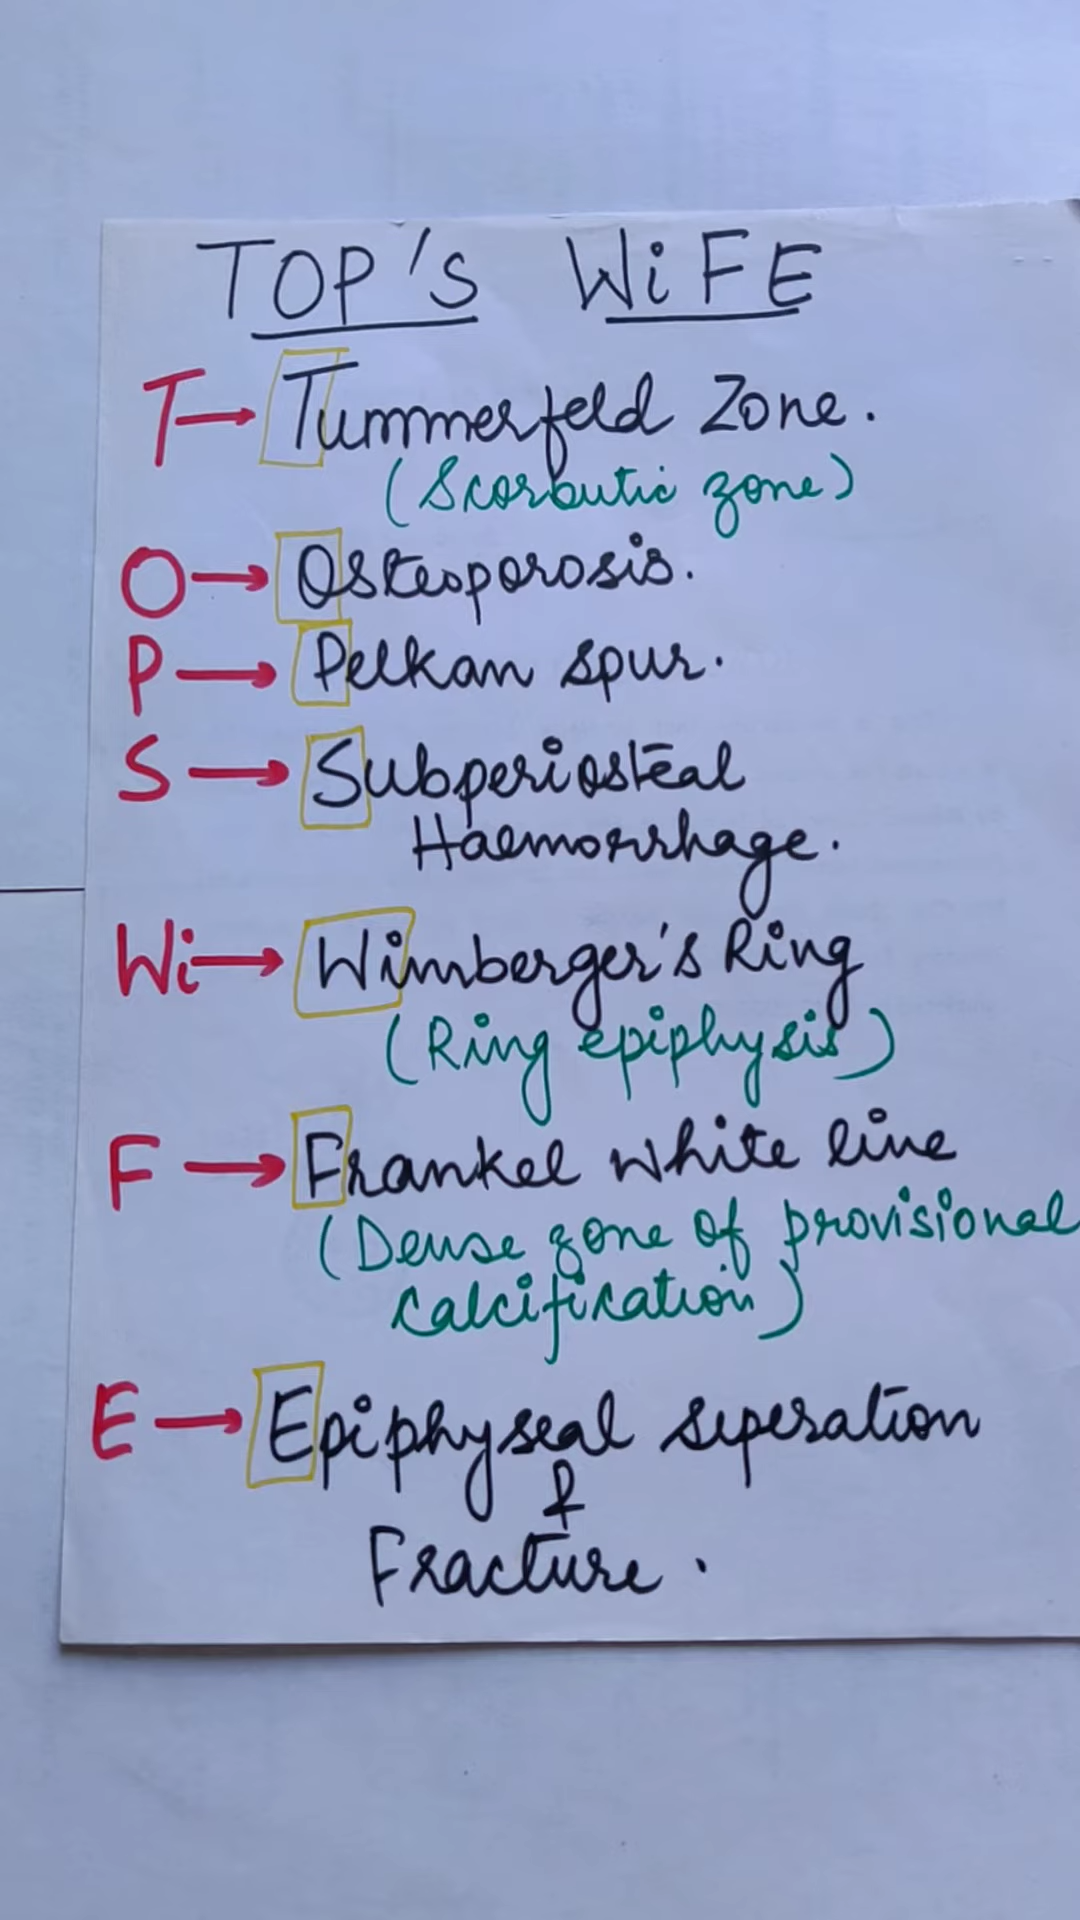 TOP's WiFE
T→ Tummerfeld Zone.
(Scorbutic zone)
O→ Osteoporosis.
P→ Pelkan spur.
S→ Subperiosteal
Haemorrhage.
Wi→ Wimberger's Ring
(Ring epiphysis)
F→ Frankel white line
(Dense zone of provisional
calcification)
E→ Epiphyseal seperation
&
Fracture.